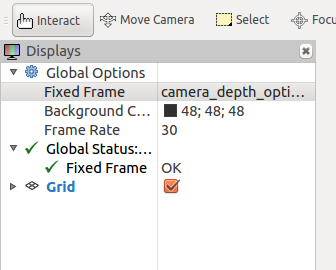 Interact Move Camera Select Focu
Displays
Global Options
Fixed Frame camera_depth_opti...
Background C... 48; 48; 48
Frame Rate 30
Global Status:...
Fixed Frame OK
Grid